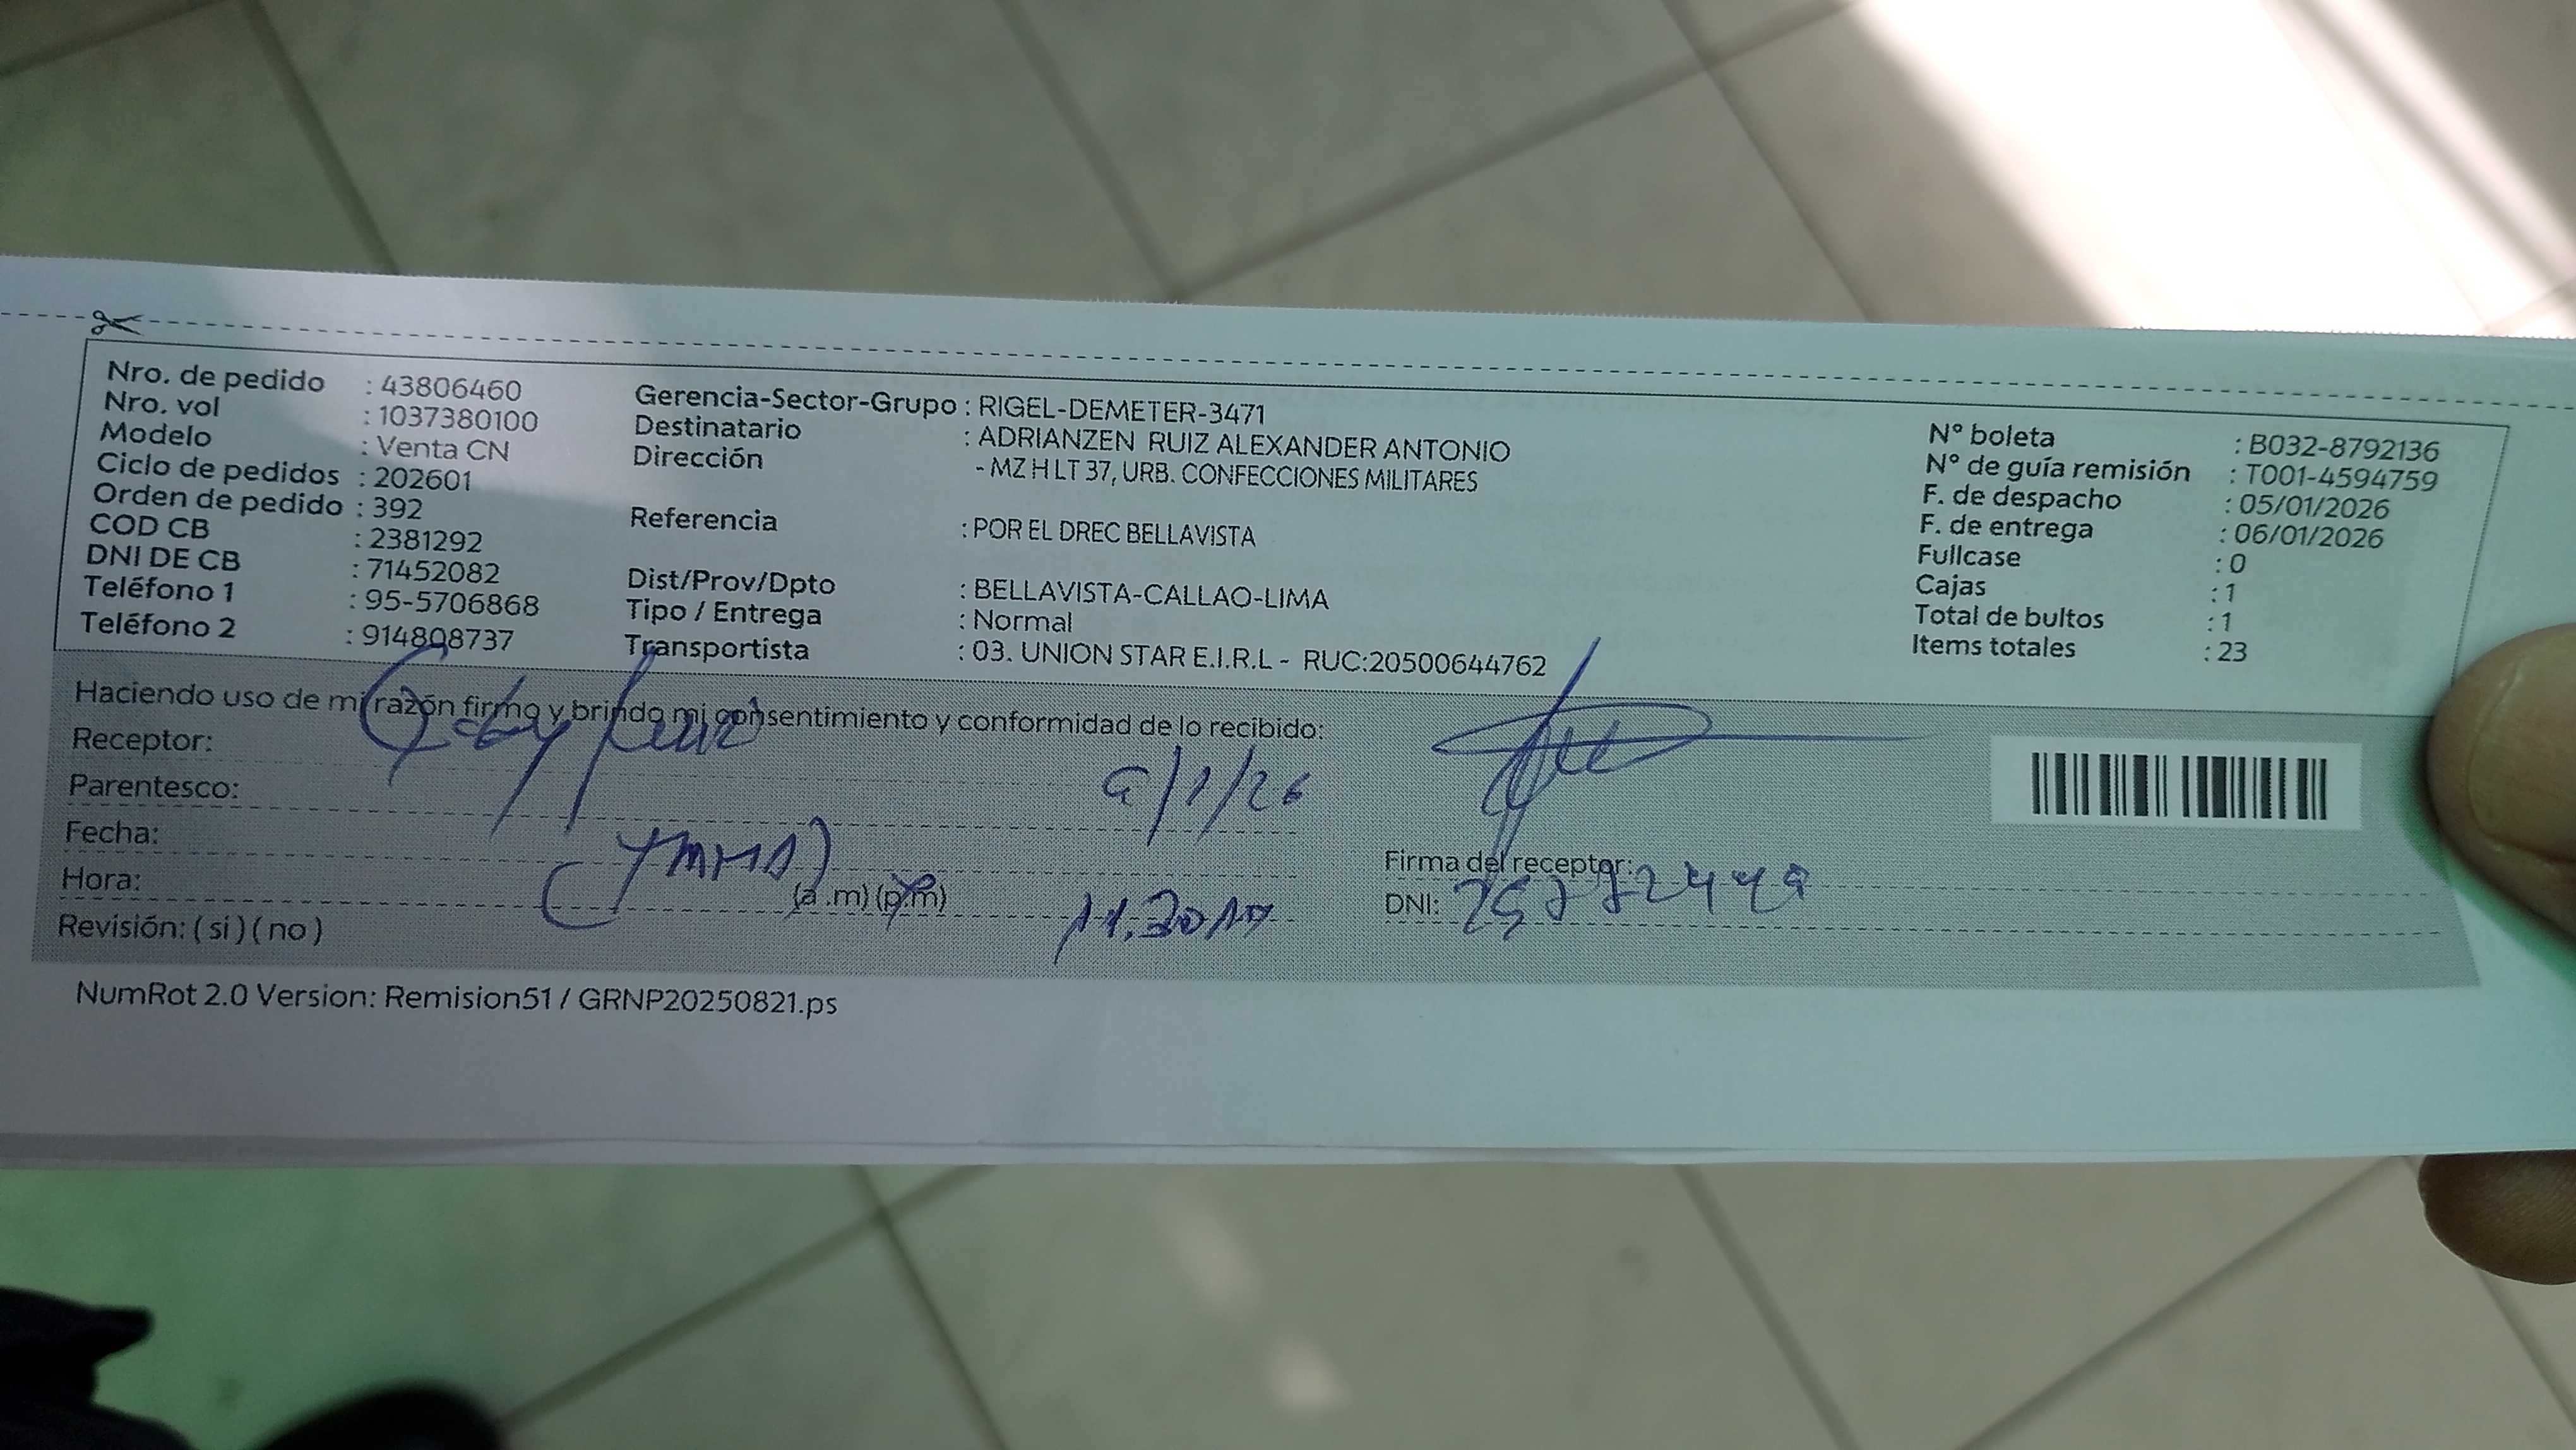 Nro. de pedido : 43806460
Nro. vol : 1037380100
Modelo : Venta CN
Ciclo de pedidos : 202601
Orden de pedido : 392
COD CB : 2381292
DNI DE CB : 71452082
Teléfono 1 : 95-5706868
Teléfono 2 : 914808737
Gerencia-Sector-Grupo : RIGEL-DEMETER-3471
Destinatario : ADRIANZEN RUIZ ALEXANDER ANTONIO
Dirección - MZ H LT 37, URB. CONFECCIONES MILITARES
Referencia : POR EL DREC BELLAVISTA
Dist/Prov/Dpto : BELLAVISTA-CALLAO-LIMA
Tipo / Entrega : Normal
Transportista : 03. UNION STAR E.I.R.L - RUC:20500644762
N° boleta : B032-8792136
N° de guía remisión : T001-4594759
F. de despacho : 05/01/2026
F. de entrega : 06/01/2026
Fullcase : 0
Cajas : 1
Total de bultos : 1
Items totales : 23
Haciendo uso de mi razón firmo y brindo mi consentimiento y conformidad de lo recibido:
Receptor:
Parentesco:
Fecha:
Hora: (a .m) (p.m)
Revisión: ( si ) ( no )
Firma del receptor:
DNI:
NumRot 2.0 Version: Remision51 / GRNP20250821.ps